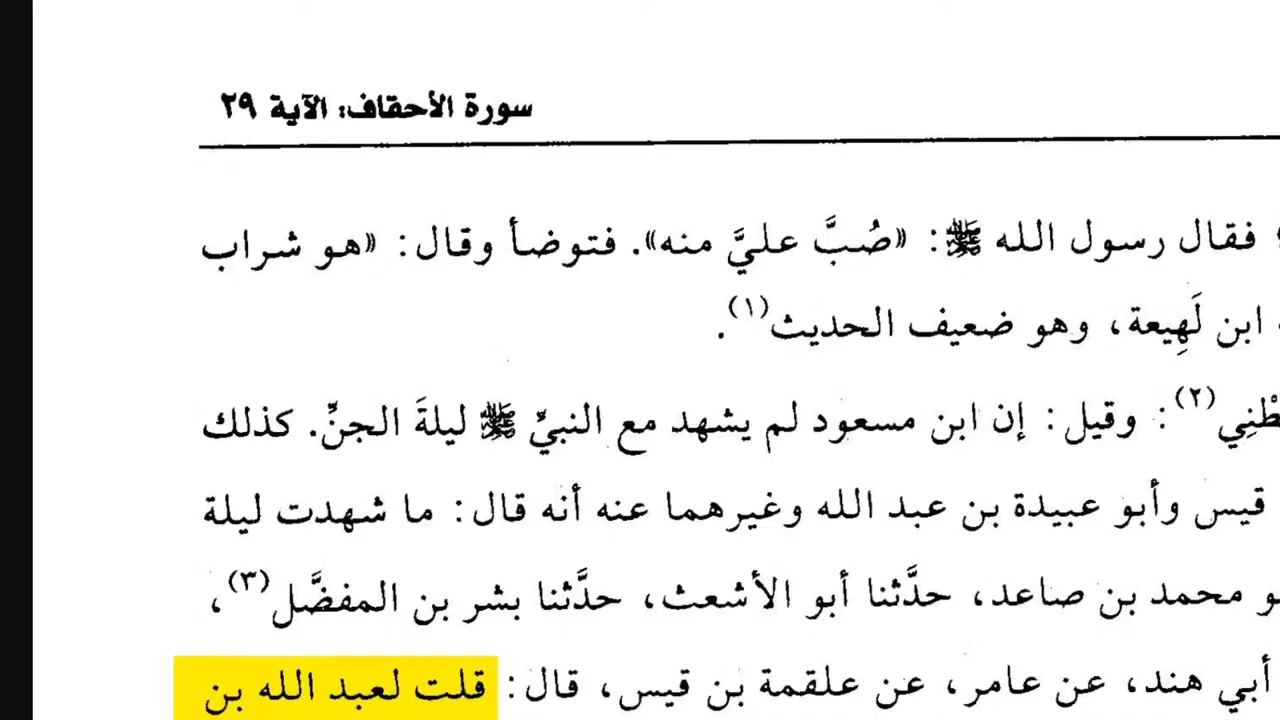 سورة الأحقاف: الآية ٢٩
فقال رسول الله ﷺ: «صُبَّ عليَّ منه». فتوضأ وقال: «هو شراب
ابن لَهِيعة، وهو ضعيف الحديث(١).
(٢): وقيل: إن ابن مسعود لم يشهد مع النبيِّ ﷺ ليلةَ الجنِّ. كذلك
قيس وأبو عبيدة بن عبد الله وغيرهما عنه أنه قال: ما شهدت ليلة
محمد بن صاعد، حدَّثنا أبو الأشعث، حدَّثنا بشر بن المفضَّل(٣)،
أبي هند، عن عامر، عن علقمة بن قيس، قال: قلت لعبد الله بن